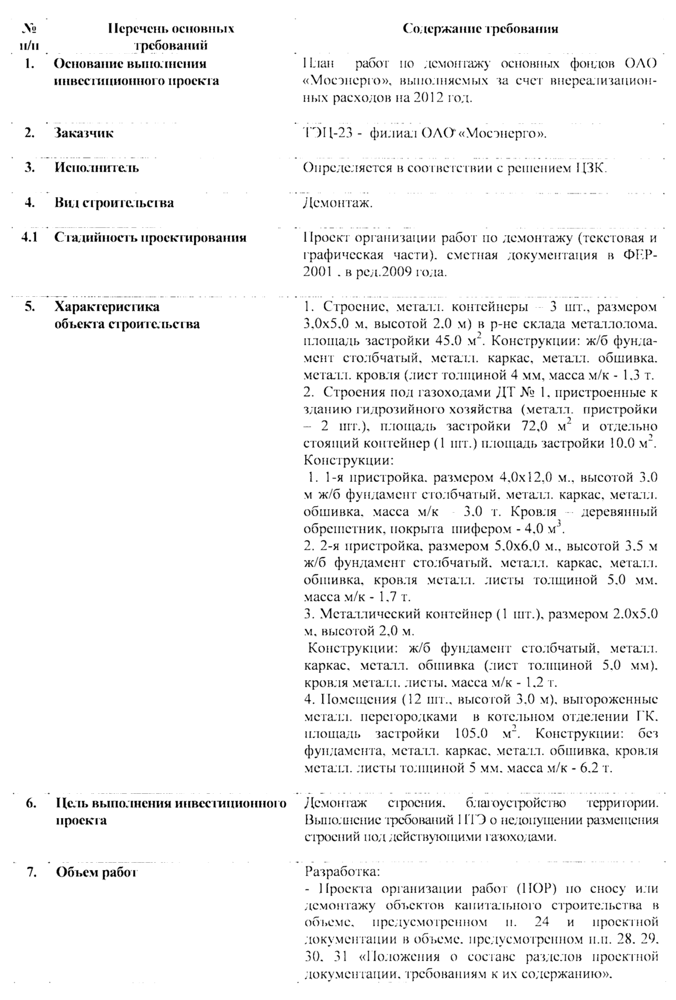 № Перечень основных Содержание требования
п/п требований
1. Основание выполнения План работ по демонтажу основных фондов ОАО
инвестиционного проекта «Мосэнерго», выполняемых за счет внереализацион-
ных расходов на 2012 год.
2. Заказчик ТЭЦ-23 - филиал ОАО «Мосэнерго».
3. Исполнитель Определяется в соответствии с решением ЦЗК.
4. Вид строительства Демонтаж.
4.1 Стадийность проектирования Проект организации работ по демонтажу (текстовая и
графическая части). сметная документация в ФЕР-
2001 . в ред.2009 года.
5. Характеристика 1. Строение, металл. контейнеры – 3 шт., размером
объекта строительства 3,0х5,0 м, высотой 2,0 м) в р-не склада металлолома.
площадь застройки 45.0 м². Конструкции: ж/б фунда-
мент столбчатый, металл. каркас, металл. обшивка.
металл. кровля (лист толщиной 4 мм, масса м/к - 1,3 т.
2. Строения под газоходами ДТ № 1, пристроенные к
зданию гидрозийного хозяйства (металл. пристройки
– 2 шт.), площадь застройки 72,0 м² и отдельно
стоящий контейнер (1 шт.) площадь застройки 10.0 м².
Конструкции:
1. 1-я пристройка, размером 4,0х12,0 м., высотой 3.0
м ж/б фундамент столбчатый, металл. каркас, металл.
обшивка, масса м/к - 3.0 т. Кровля – деревянный
обрешетник, покрыта шифером - 4,0 м³.
2. 2-я пристройка, размером 5.0х6,0 м., высотой 3.5 м
ж/б фундамент столбчатый, металл. каркас, металл.
обшивка, кровля металл. листы толщиной 5.0 мм.
масса м/к - 1,7 т.
3. Металлический контейнер (1 шт.), размером 2.0х5.0
м, высотой 2,0 м.
Конструкции: ж/б фундамент столбчатый, металл.
каркас, металл. обшивка (лист толщиной 5,0 мм),
кровля металл. листы, масса м/к - 1,2 т.
4. Помещения (12 шт., высотой 3,0 м), выгороженные
металл. перегородками в котельном отделении ГК.
площадь застройки 105.0 м². Конструкции: без
фундамента, металл. каркас, металл. обшивка, кровля
металл. листы толщиной 5 мм. масса м/к - 6,2 т.
6. Цель выполнения инвестиционного Демонтаж строения. благоустройство территории.
проекта Выполнение требований ПТЭ о недопущении размещения
строений под действующими газоходами.
7. Объем работ Разработка:
- Проекта организации работ (ПОР) по сносу или
демонтажу объектов капитального строительства в
объеме, предусмотренном п. 24 и проектной
документации в объеме. предусмотренном п.п. 28. 29.
30. 31 «Положения о составе разделов проектной
документации, требованиям к их содержанию».